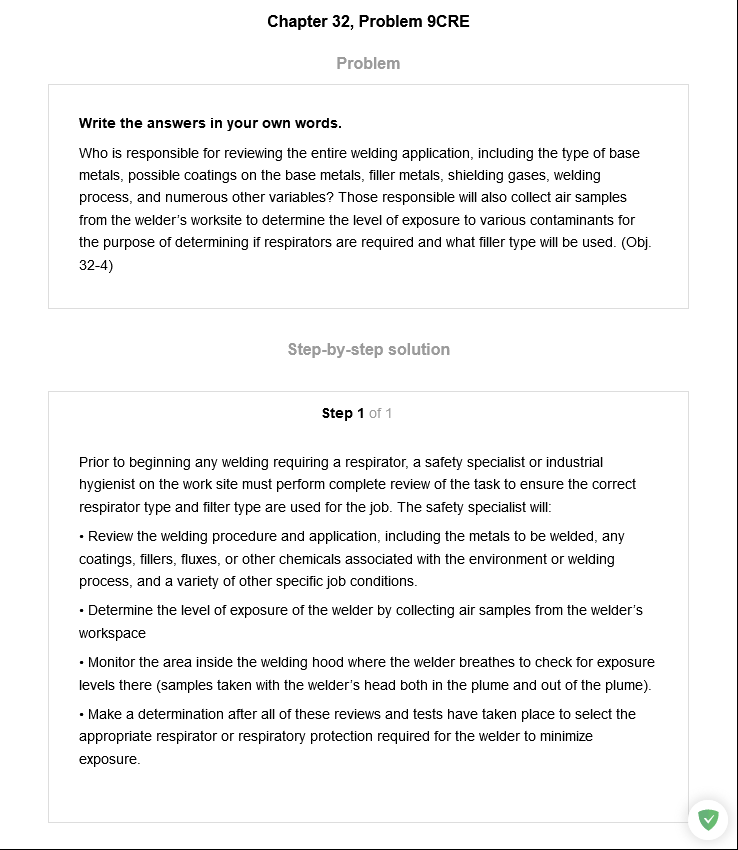 Chapter 32, Problem 9CRE
Problem
Write the answers in your own words.
Who is responsible for reviewing the entire welding application, including the type of base
metals, possible coatings on the base metals, filler metals, shielding gases, welding
process, and numerous other variables? Those responsible will also collect air samples
from the welder’s worksite to determine the level of exposure to various contaminants for
the purpose of determining if respirators are required and what filler type will be used. (Obj.
32-4)
Step-by-step solution
Step 1 of 1
Prior to beginning any welding requiring a respirator, a safety specialist or industrial
hygienist on the work site must perform complete review of the task to ensure the correct
respirator type and filter type are used for the job. The safety specialist will:
• Review the welding procedure and application, including the metals to be welded, any
coatings, fillers, fluxes, or other chemicals associated with the environment or welding
process, and a variety of other specific job conditions.
• Determine the level of exposure of the welder by collecting air samples from the welder’s
workspace
• Monitor the area inside the welding hood where the welder breathes to check for exposure
levels there (samples taken with the welder’s head both in the plume and out of the plume).
• Make a determination after all of these reviews and tests have taken place to select the
appropriate respirator or respiratory protection required for the welder to minimize
exposure.